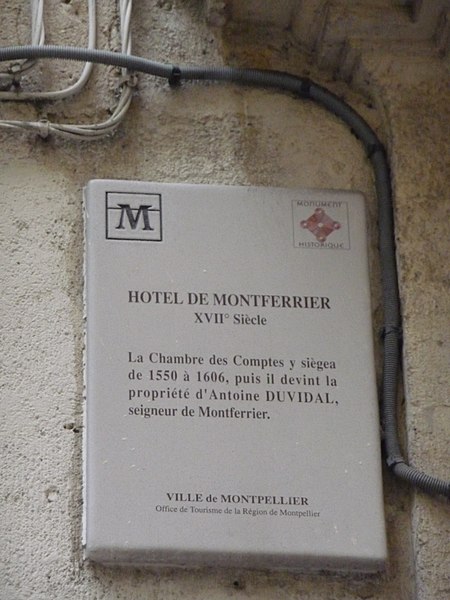 M
MONUMENT
HISTORIQUE
HOTEL DE MONTFERRIER
XVII° Siècle
La Chambre des Comptes y siègea
de 1550 à 1606, puis il devint la
propriété d'Antoine DUVIDAL,
seigneur de Montferrier.
VILLE de MONTPELLIER
Office de Tourisme de la Région de Montpellier